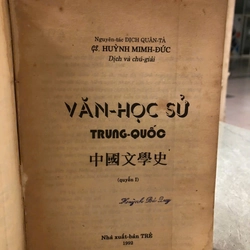 Nguyên-tác DỊCH QUÂN-TẢ
GS. HUỲNH MINH-ĐỨC
Dịch và chú-giải
VĂN-HỌC SỬ
TRUNG-QUỐC
中國文學史
(quyển I)
Nhà xuất-bản TRẺ